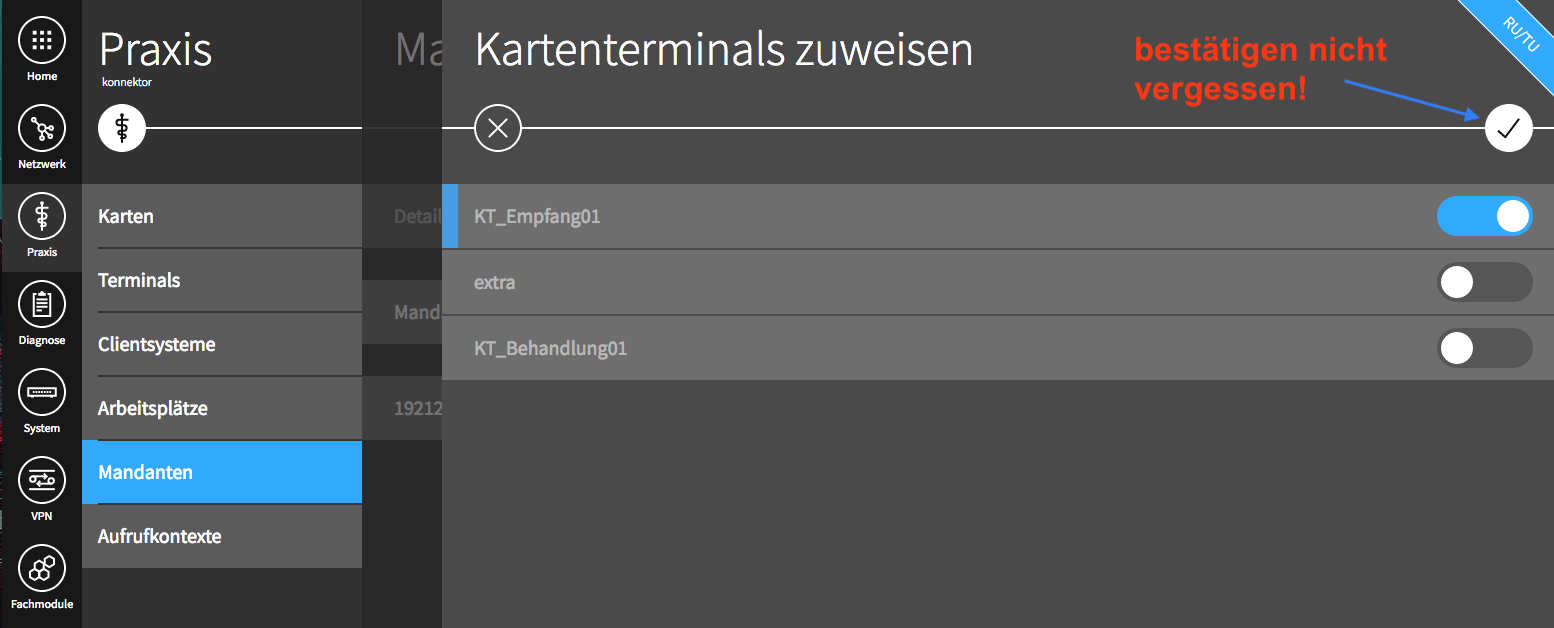 Home
Netzwerk
Praxis
Diagnose
System
VPN
Fachmodule
Praxis
konnektor
Karten
Terminals
Clientsysteme
Arbeitsplätze
Mandanten
Aufrufkontexte
Ma
Detail
Mand
19212
Kartenterminals zuweisen
bestätigen nicht
vergessen!
RU/TU
KT_Empfang01
extra
KT_Behandlung01